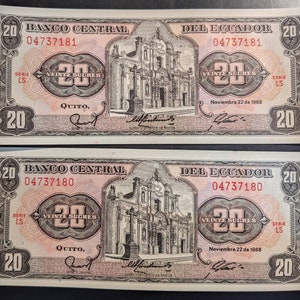 20 BANCO CENTRAL DEL ECUADOR 20
04737181 04737181
SERIE LS 20 20 SERIE LS
VEINTE SUCRES VEINTE SUCRES
QUITO, Noviembre 22 de 1988
20 20
BANCO CENTRAL DEL ECUADOR
04737180 04737180
SERIE LS 20 20 SERIE LS
VEINTE SUCRES VEINTE SUCRES
QUITO, Noviembre 22 de 1988
20 20